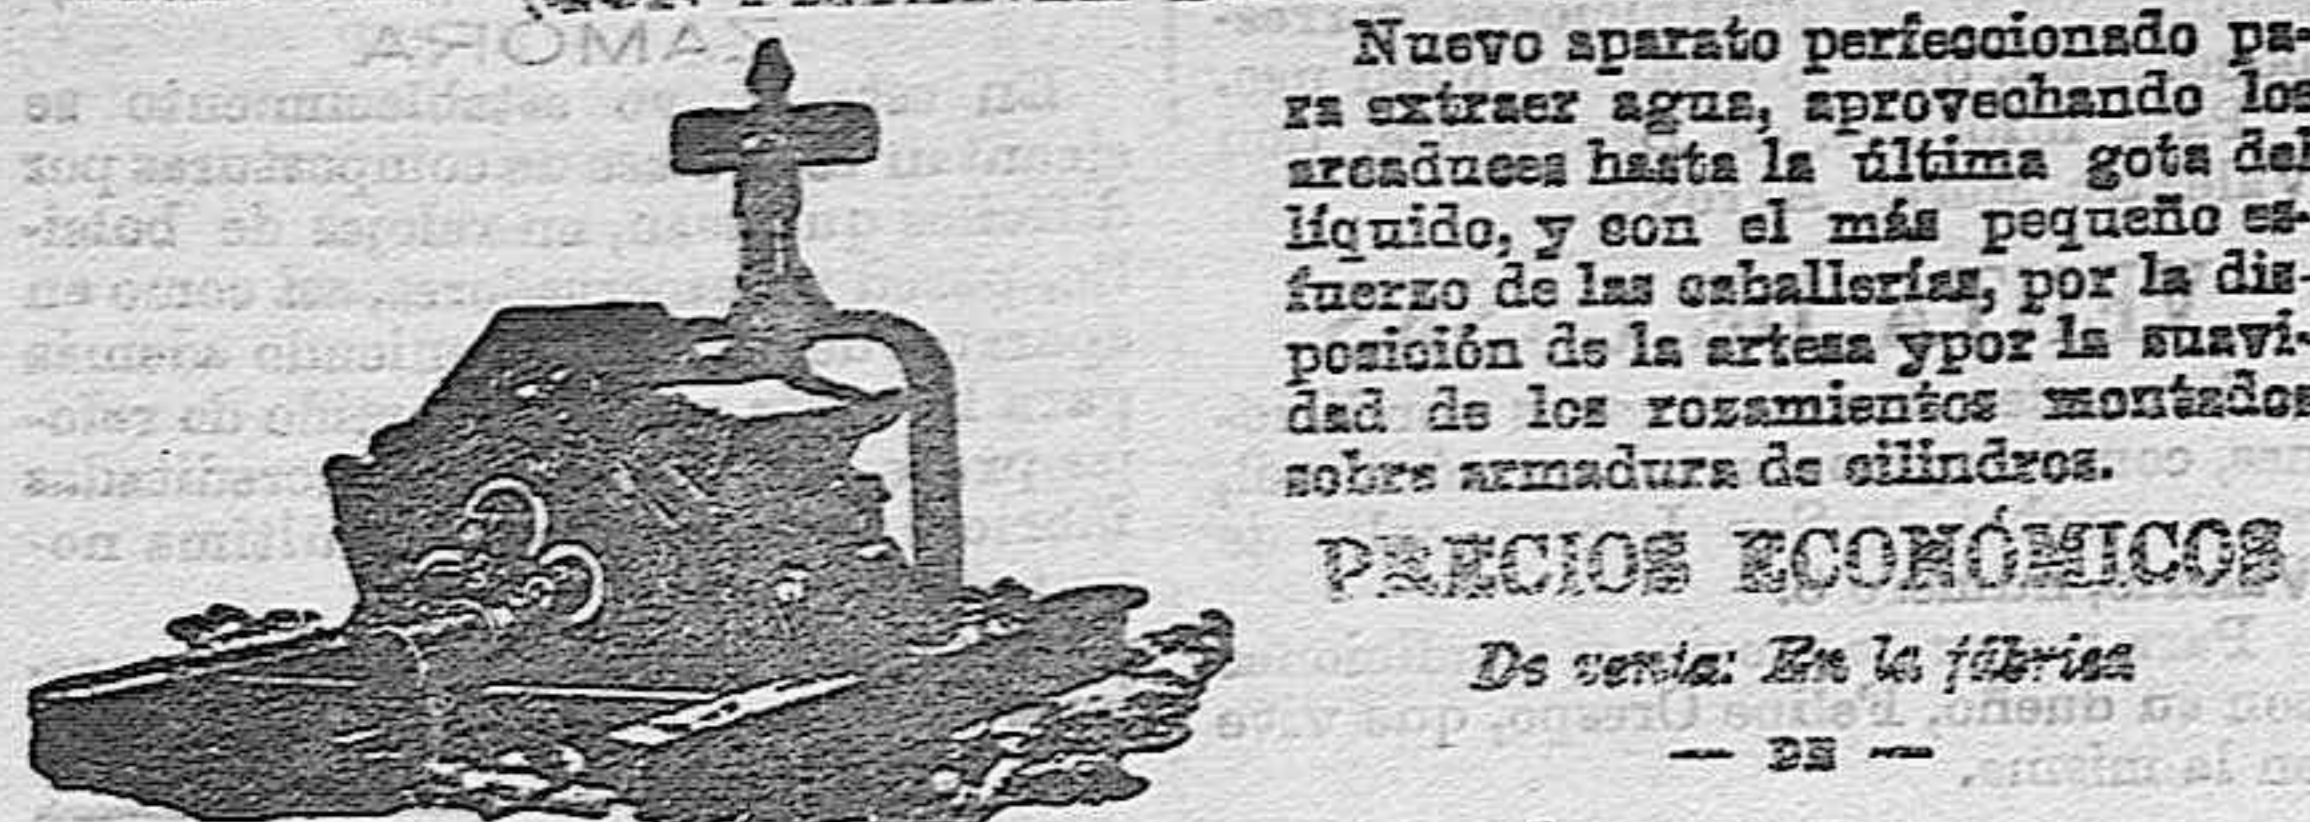 Nuevo aparato perfeccionado pa-
ra extraer agua, aprovechando los
arcaduces hasta la última gota del
líquido, y con el más pequeño es-
fuerzo de las caballerías, por la dis-
posición de la artesa ypor la suavi-
dad de los rozamientos montados
sobre armadura de cilindros.
PRECIOS ECONÓMICOS
De venta: En la fábrica
— DE —